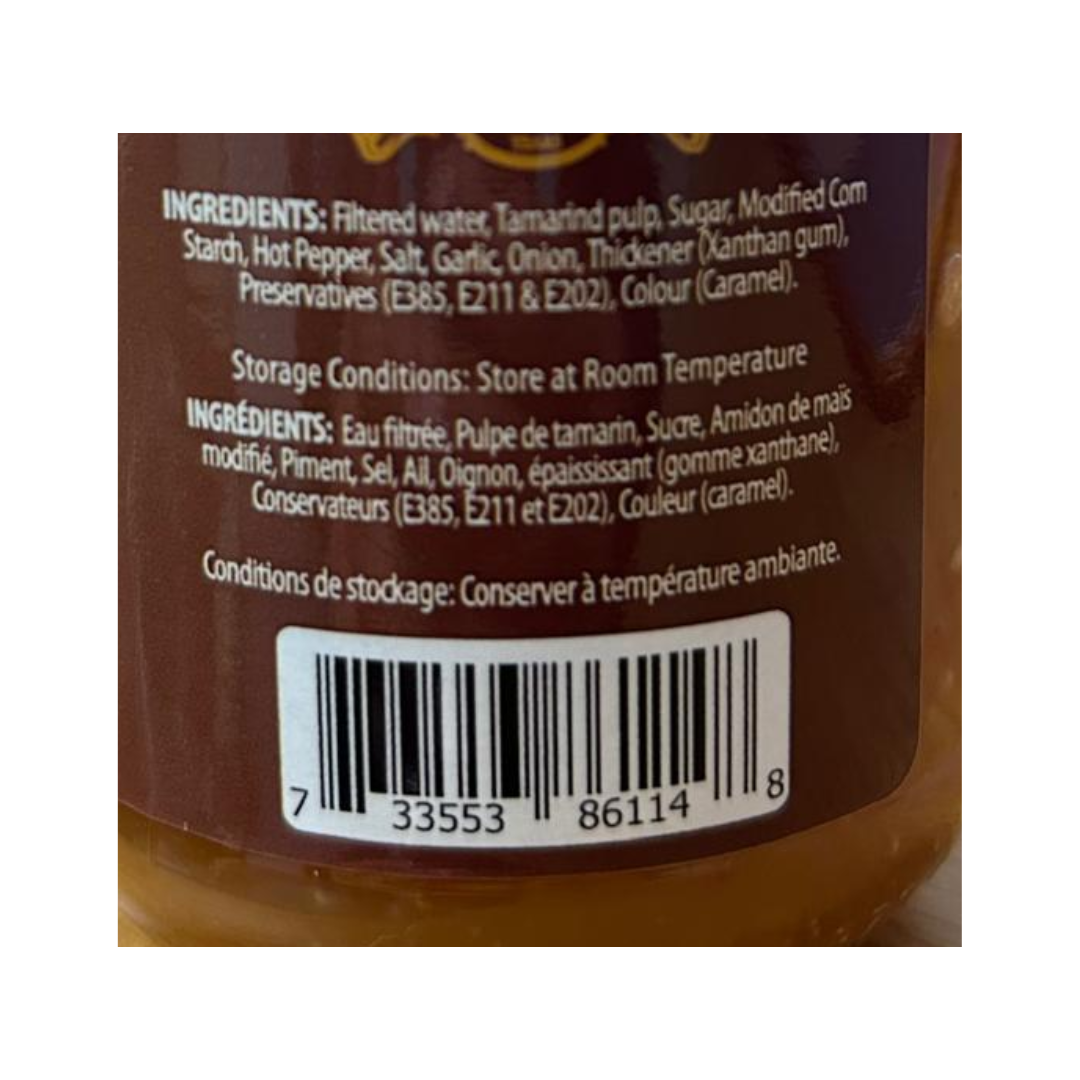 INGREDIENTS: Filtered water, Tamarind pulp, Sugar, Modified Corn
Starch, Hot Pepper, Salt, Garlic, Onion, Thickener (Xanthan gum),
Preservatives (E385, E211 & E202), Colour (Caramel).
Storage Conditions: Store at Room Temperature
INGRÉDIENTS: Eau filtrée, Pulpe de tamarin, Sucre, Amidon de maïs
modifié, Piment, Sel, Ail, Oignon, épaississant (gomme xanthane),
Conservateurs (E385, E211 et E202), Couleur (caramel).
Conditions de stockage: Conserver à température ambiante.
7 33553 86114 8